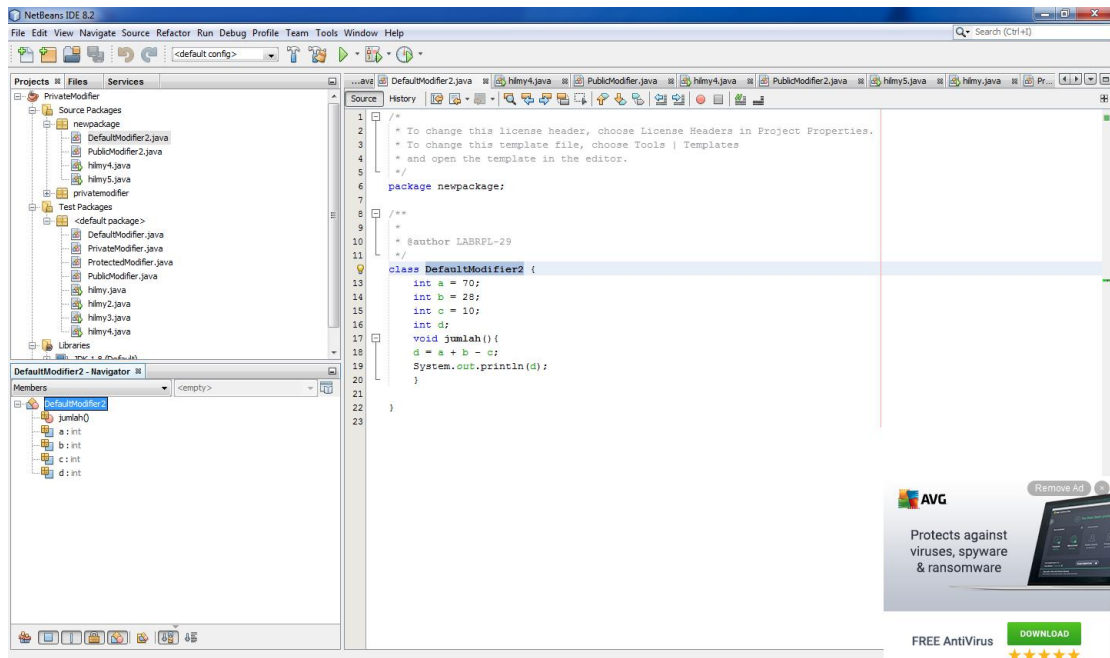 NetBeans IDE 8.2
File Edit View Navigate Source Refactor Run Debug Profile Team Tools Window Help
Search (Ctrl+I)
<default config>
Projects Files Services
PrivateModifier
Source Packages
newpackage
DefaultModifier2.java
PublicModifier2.java
hilmy4.java
hilmy5.java
privatemodifier
Test Packages
<default package>
DefaultModifier.java
PrivateModifier.java
ProtectedModifier.java
PublicModifier.java
hilmy.java
hilmy2.java
hilmy3.java
hilmy4.java
Libraries
JDK 1.8 (Default)
DefaultModifier2 - Navigator
Members <empty>
DefaultModifier2
jumlah()
a : int
b : int
c : int
d : int
...ava DefaultModifier2.java hilmy4.java PublicModifier.java hilmy4.java PublicModifier2.java hilmy5.java hilmy.java Pr...
Source History
1 /*
2 * To change this license header, choose License Headers in Project Properties.
3 * To change this template file, choose Tools | Templates
4 * and open the template in the editor.
5 */
6 package newpackage;
7
8 /**
9 *
10 * @author LABRPL-29
11 */
class DefaultModifier2 {
13 int a = 70;
14 int b = 28;
15 int c = 10;
16 int d;
17 void jumlah(){
18 d = a + b - c;
19 System.out.println(d);
20 }
21
22 }
23
Remove Ad
AVG
Protects against
viruses, spyware
& ransomware
FREE AntiVirus
DOWNLOAD